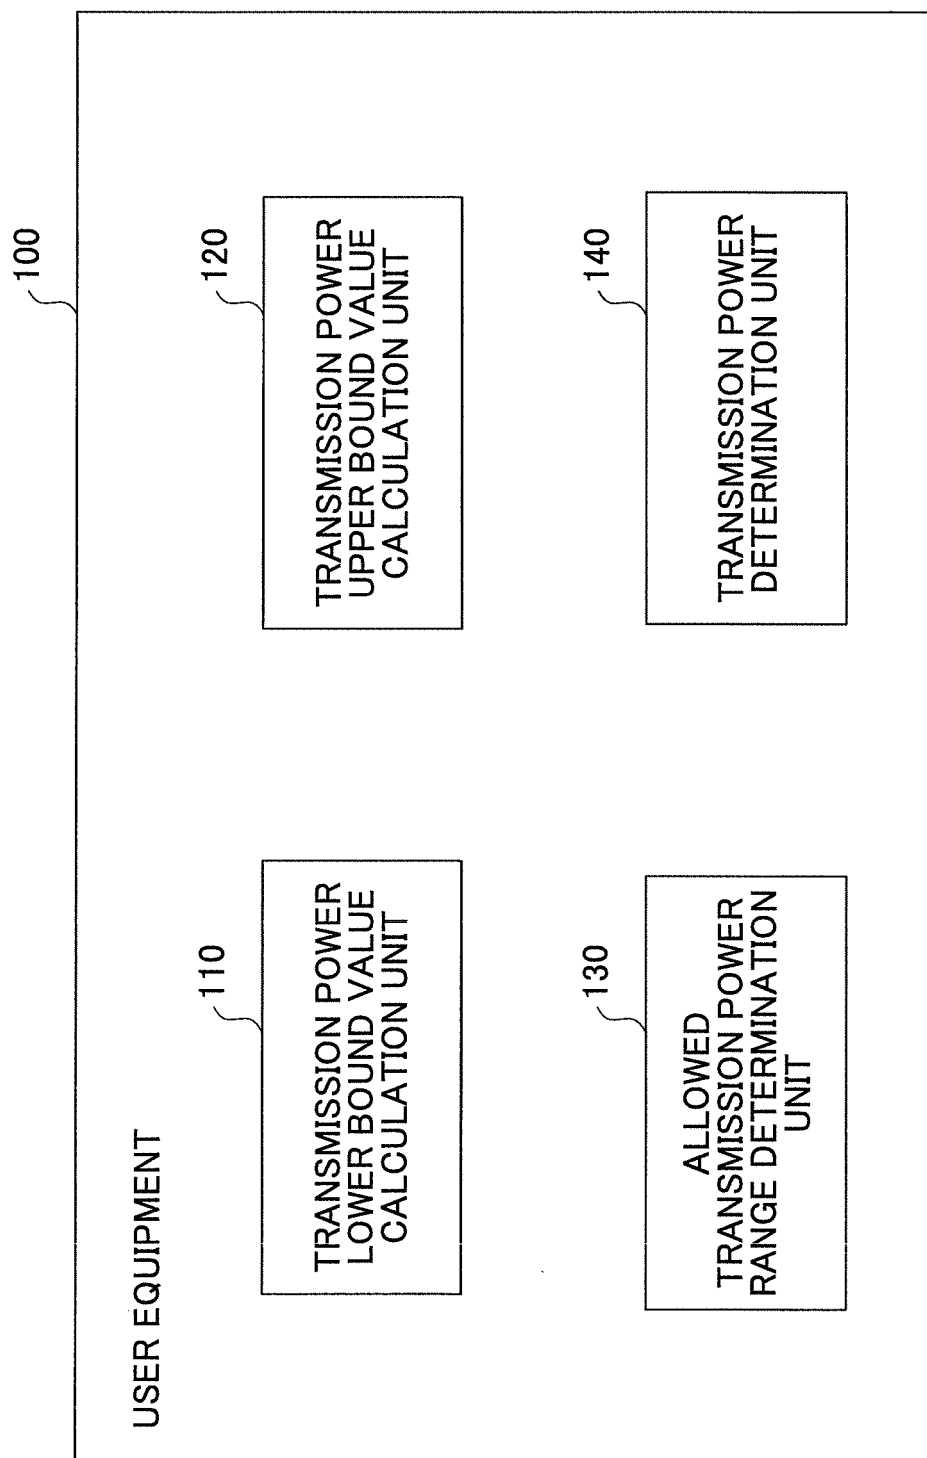 100
USER EQUIPMENT
110
TRANSMISSION POWER
LOWER BOUND VALUE
CALCULATION UNIT
120
TRANSMISSION POWER
UPPER BOUND VALUE
CALCULATION UNIT
130
ALLOWED
TRANSMISSION POWER
RANGE DETERMINATION
UNIT
140
TRANSMISSION POWER
DETERMINATION UNIT